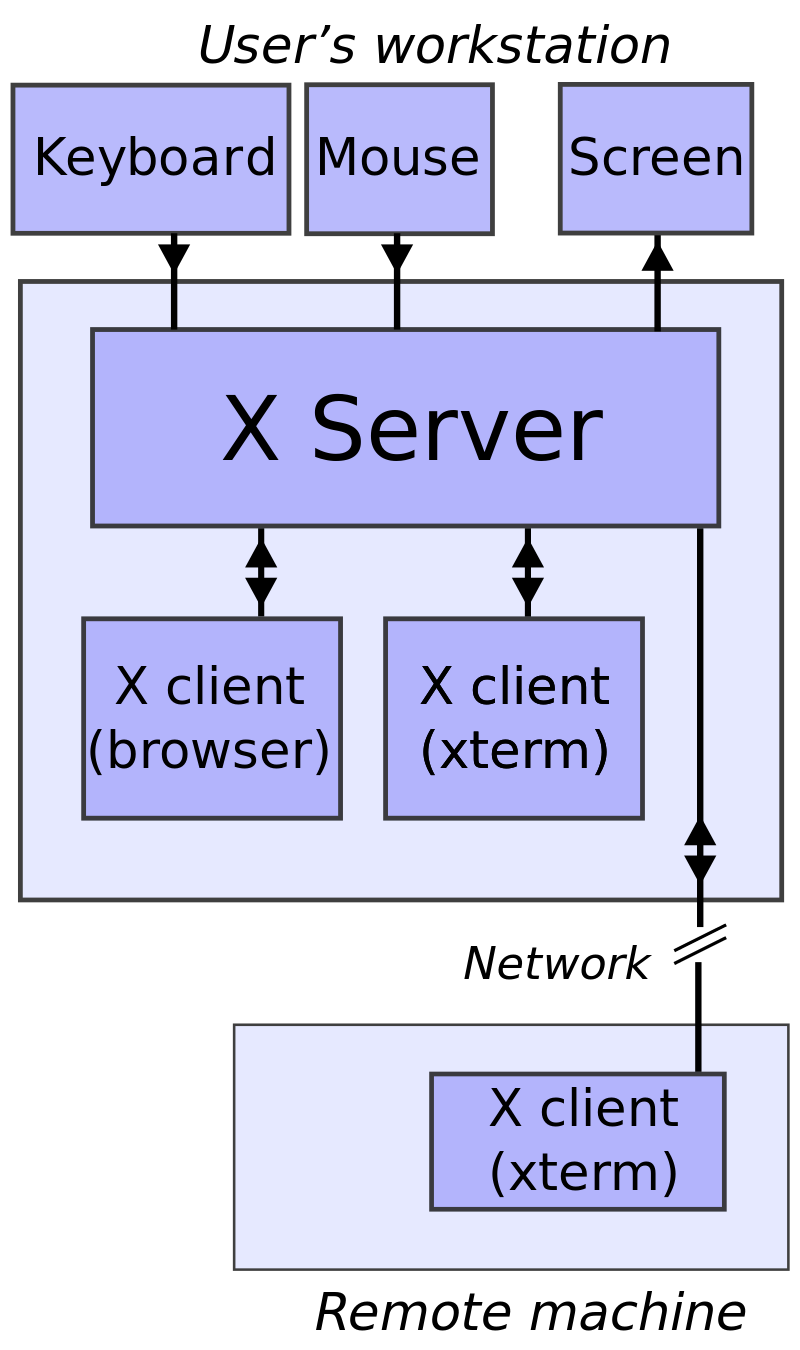 User’s workstation
Keyboard
Mouse
Screen
X Server
X client
(browser)
X client
(xterm)
Network
X client
(xterm)
Remote machine